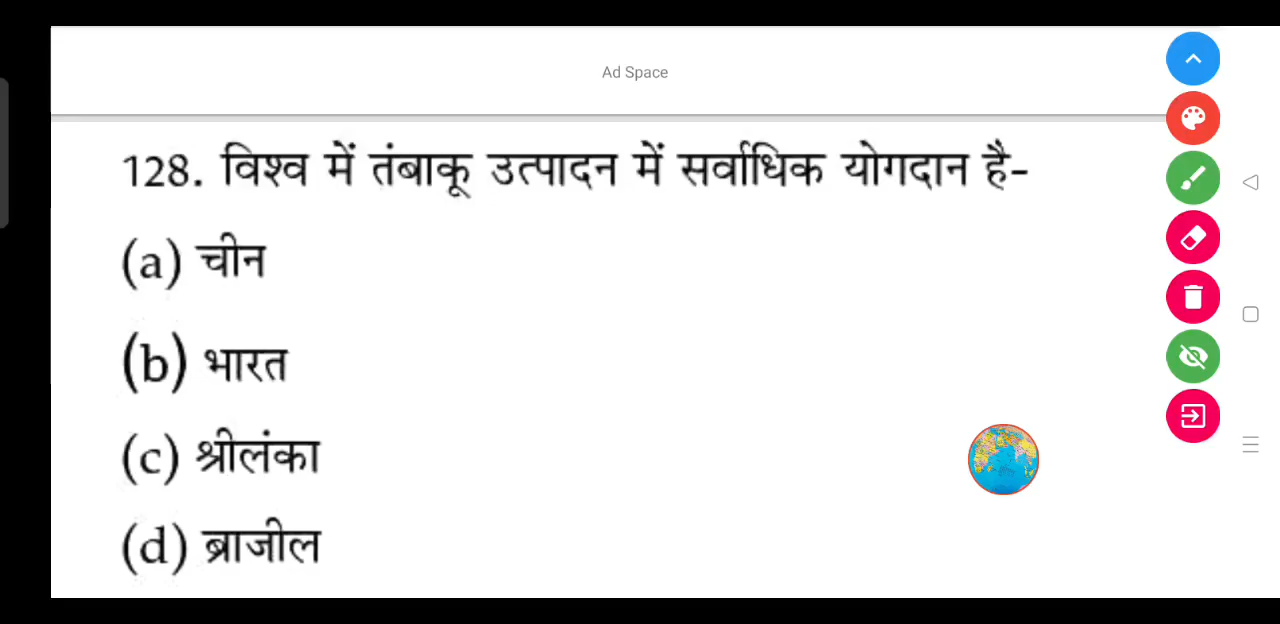 Ad Space
128. विश्व में तंबाकू उत्पादन में सर्वाधिक योगदान है-
(a) चीन
(b) भारत
(c) श्रीलंका
(d) ब्राजील